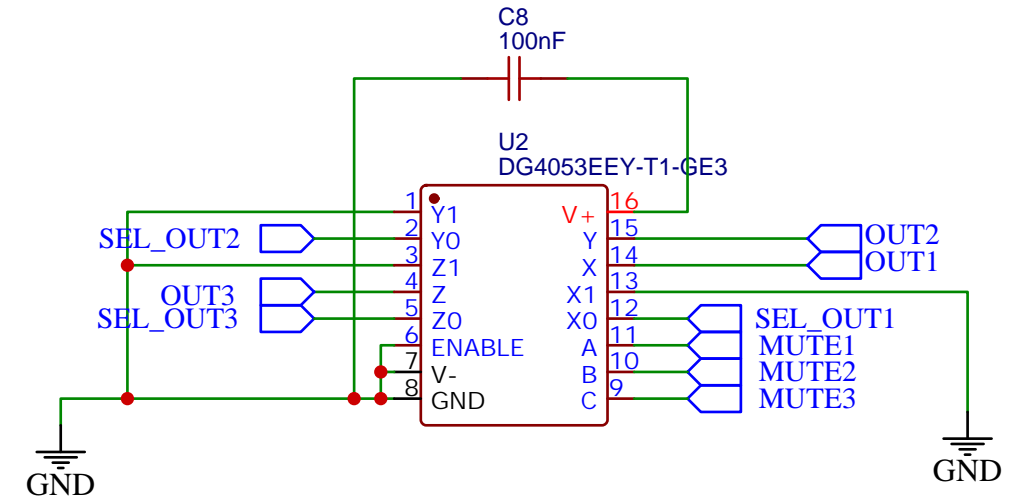 C8
100nF
U2
DG4053EEY-T1-GE3
1 Y1 V+ 16
SEL_OUT2 2 Y0 Y 15 OUT2
3 Z1 X 14 OUT1
OUT3 4 Z X1 13
SEL_OUT3 5 Z0 X0 12 SEL_OUT1
6 ENABLE A 11 MUTE1
7 V- B 10 MUTE2
8 GND C 9 MUTE3
GND GND